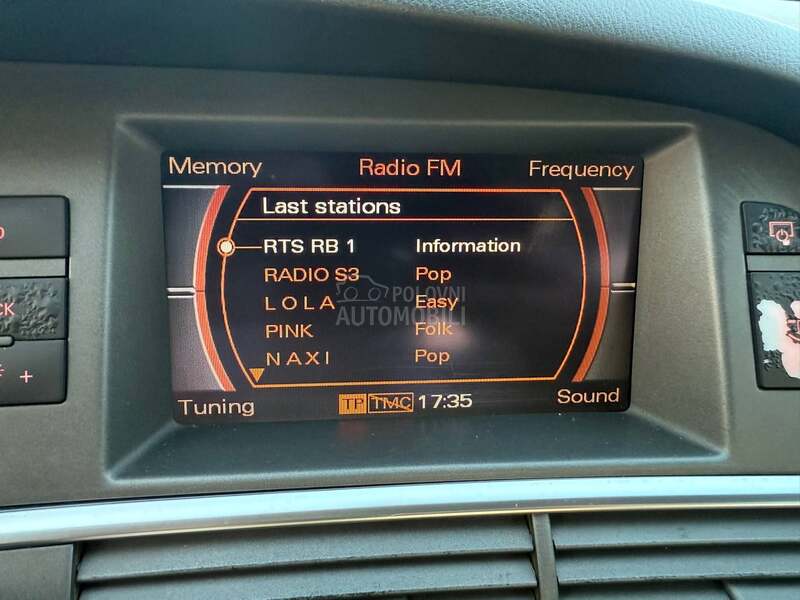 Memory Radio FM Frequency
Last stations
RTS RB 1 Information
RADIO S3 Pop
LOLA Easy
POLOVNI
AUTOMOBILI
PINK Folk
NAXI Pop
CK
+
Tuning TP TMC 17:35 Sound